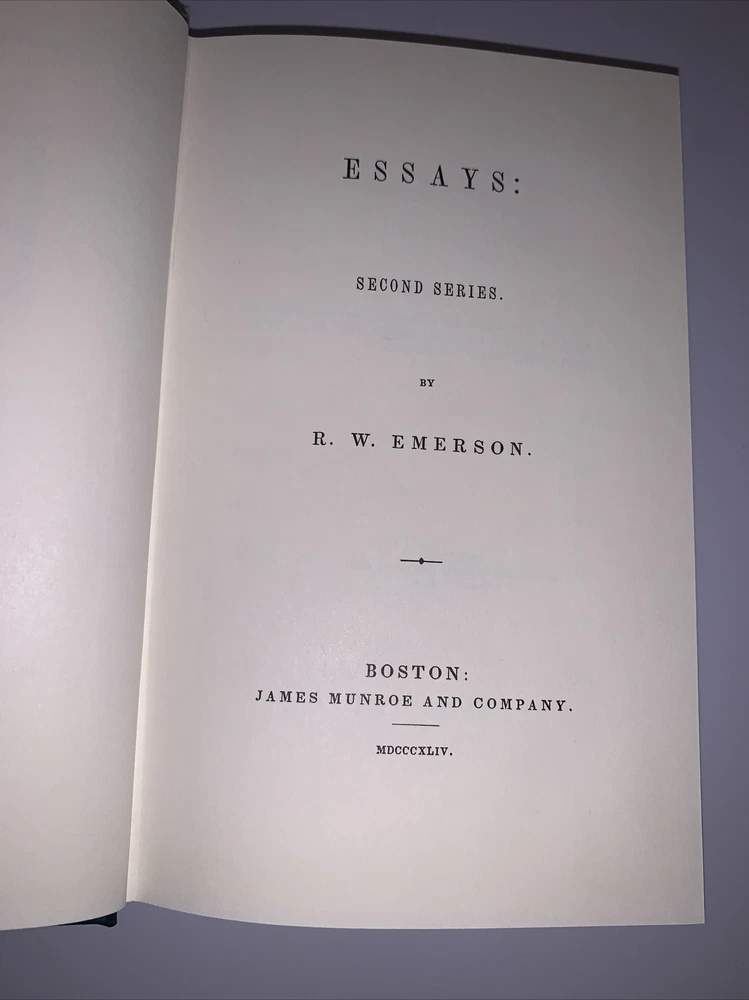 ESSAYS:
SECOND SERIES.
BY
R. W. EMERSON.
BOSTON:
JAMES MUNROE AND COMPANY.
MDCCCXLIV.